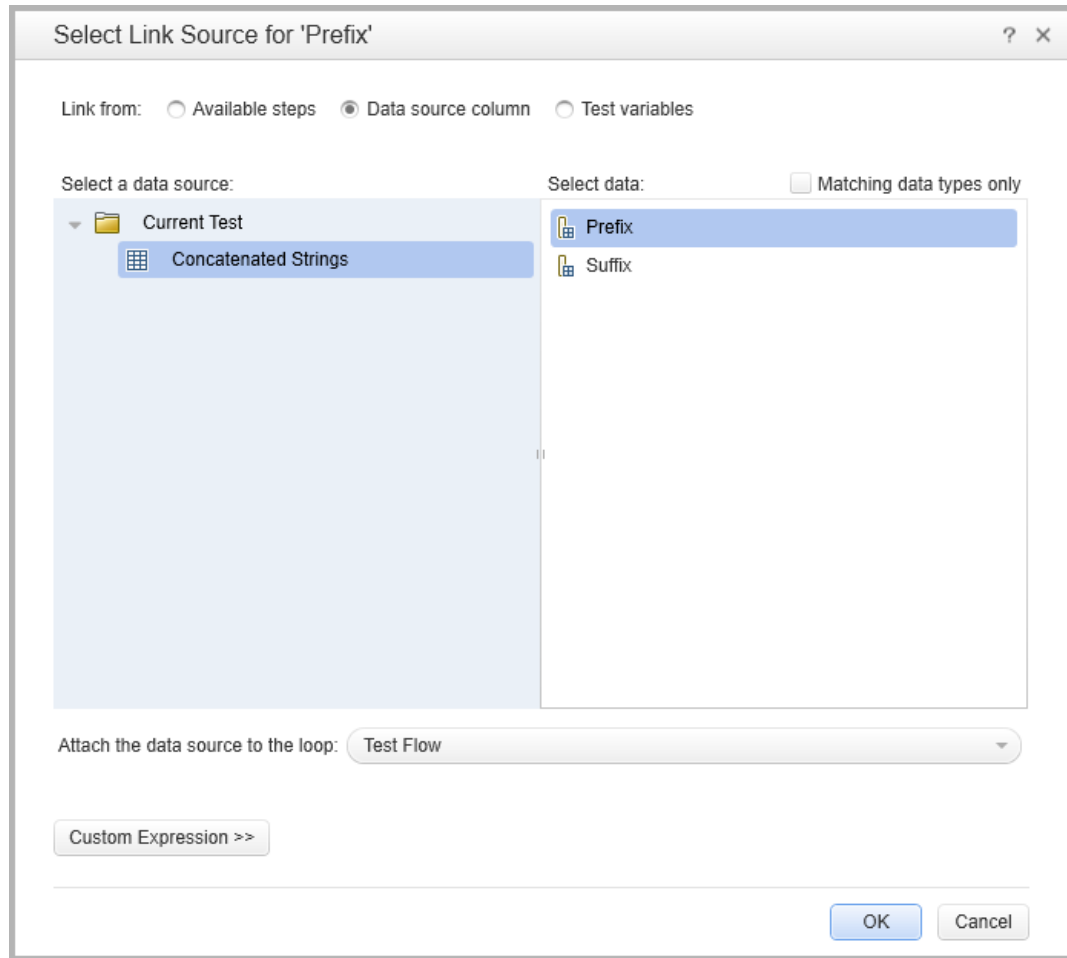 Select Link Source for 'Prefix' ? ×
Link from: Available steps Data source column Test variables
Select a data source: Select data: Matching data types only
Current Test Prefix
Concatenated Strings Suffix
Attach the data source to the loop: Test Flow
Custom Expression >>
OK Cancel